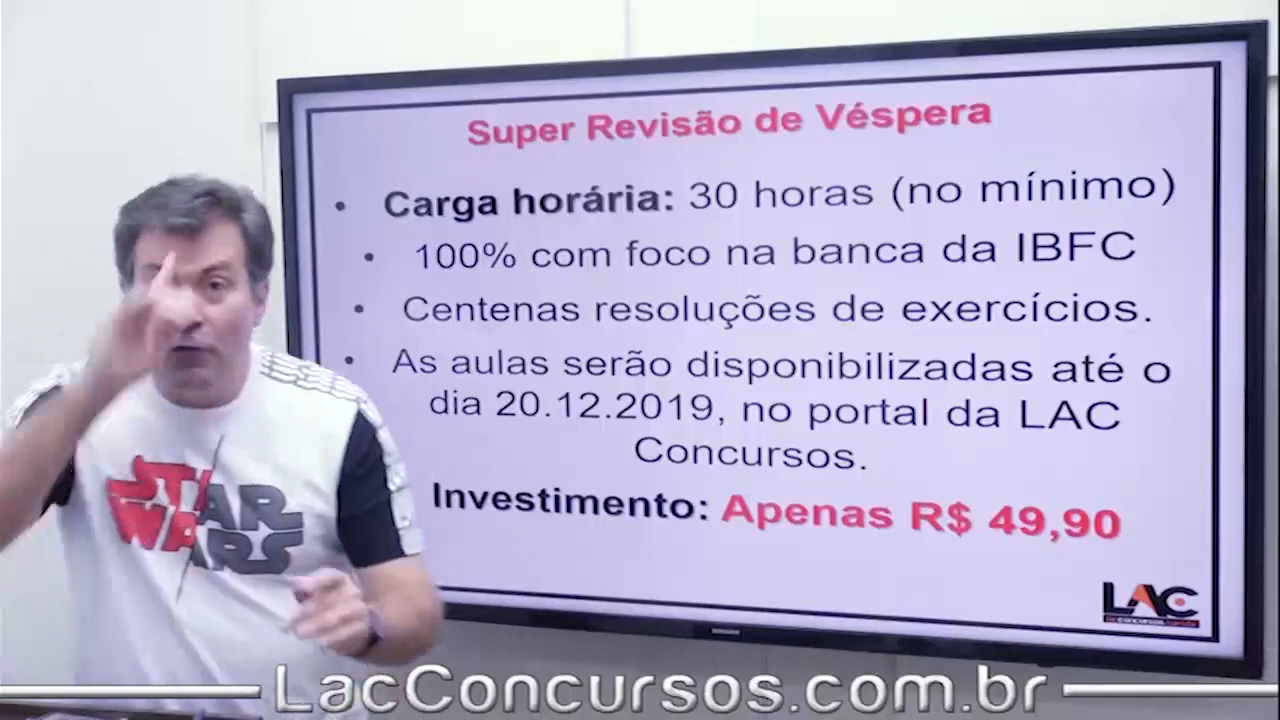 Super Revisão de Véspera
• Carga horária: 30 horas (no mínimo)
• 100% com foco na banca da IBFC
• Centenas resoluções de exercícios.
• As aulas serão disponibilizadas até o
dia 20.12.2019, no portal da LAC
Concursos.
Investimento: Apenas R$ 49,90
LAC
STAR
WARS
LacConcursos.com.br